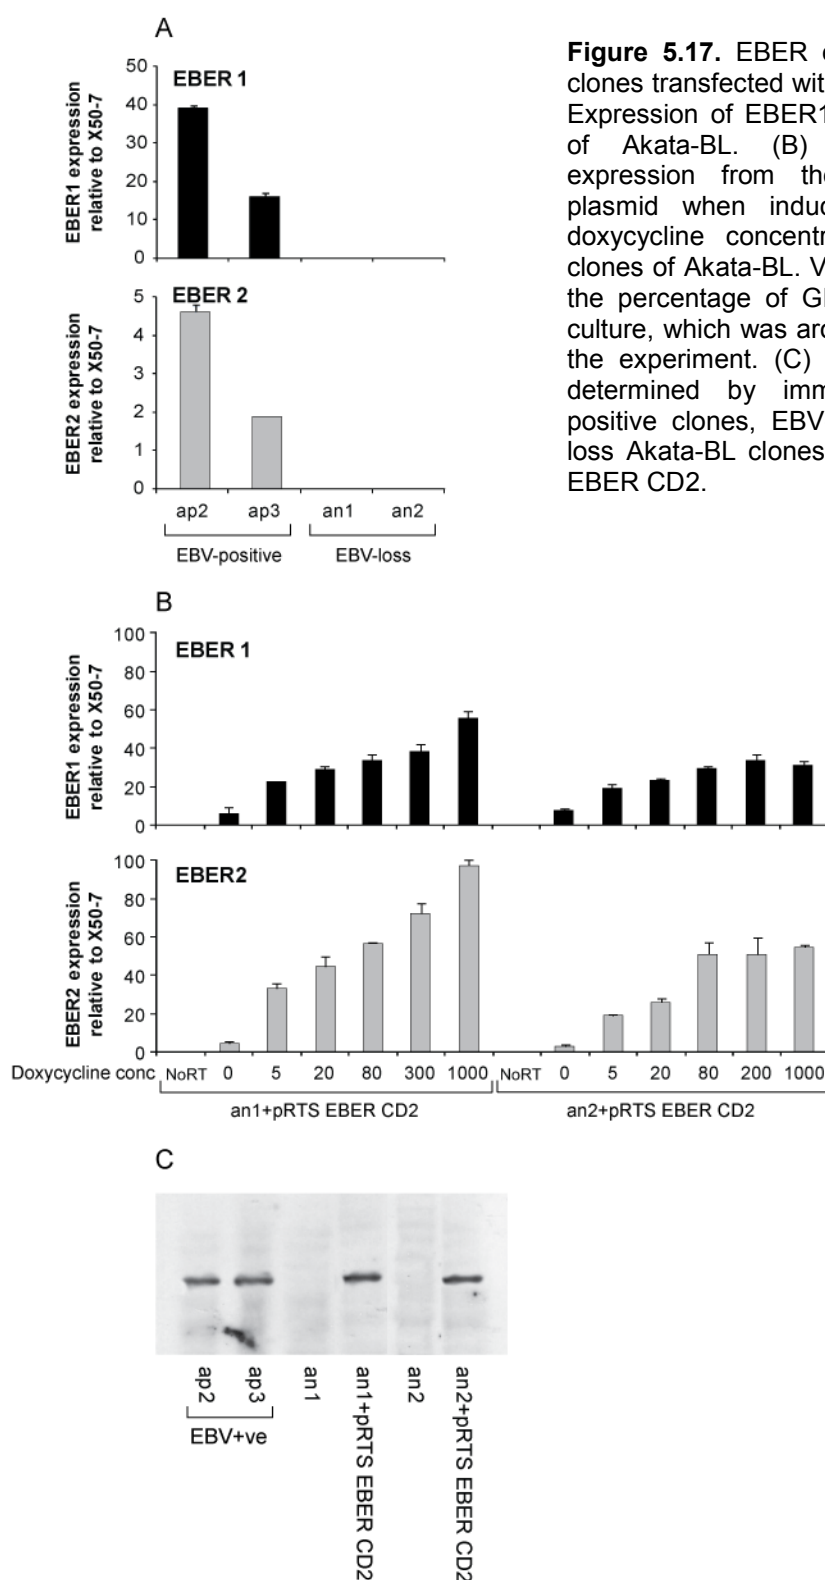 A
EBER1 expression
relative to X50-7
50
40
30
20
10
0
EBER 1
EBER2 expression
relative to X50-7
5
4
3
2
1
0
EBER 2
ap2 ap3 an1 an2
EBV-positive EBV-loss
Figure 5.17. EBER
clones transfected
Expression of EBER1
of Akata-BL. (B)
expression from
plasmid when
doxycycline
clones of Akata-BL.
the percentage of
culture, which was
the experiment. (C)
determined by
positive clones, EBV
loss Akata-BL clones
EBER CD2.
B
EBER1 expression
relative to X50-7
100
80
60
40
20
0
EBER 1
EBER2 expression
relative to X50-7
100
80
60
40
20
0
EBER2
Doxycycline conc NoRT 0 5 20 80 300 1000 NoRT 0 5 20 80 200 1000
an1+pRTS EBER CD2 an2+pRTS EBER CD2
C
ap2 ap3 an1 an1+pRTS EBER CD2 an2 an2+pRTS EBER CD2
EBV+ve